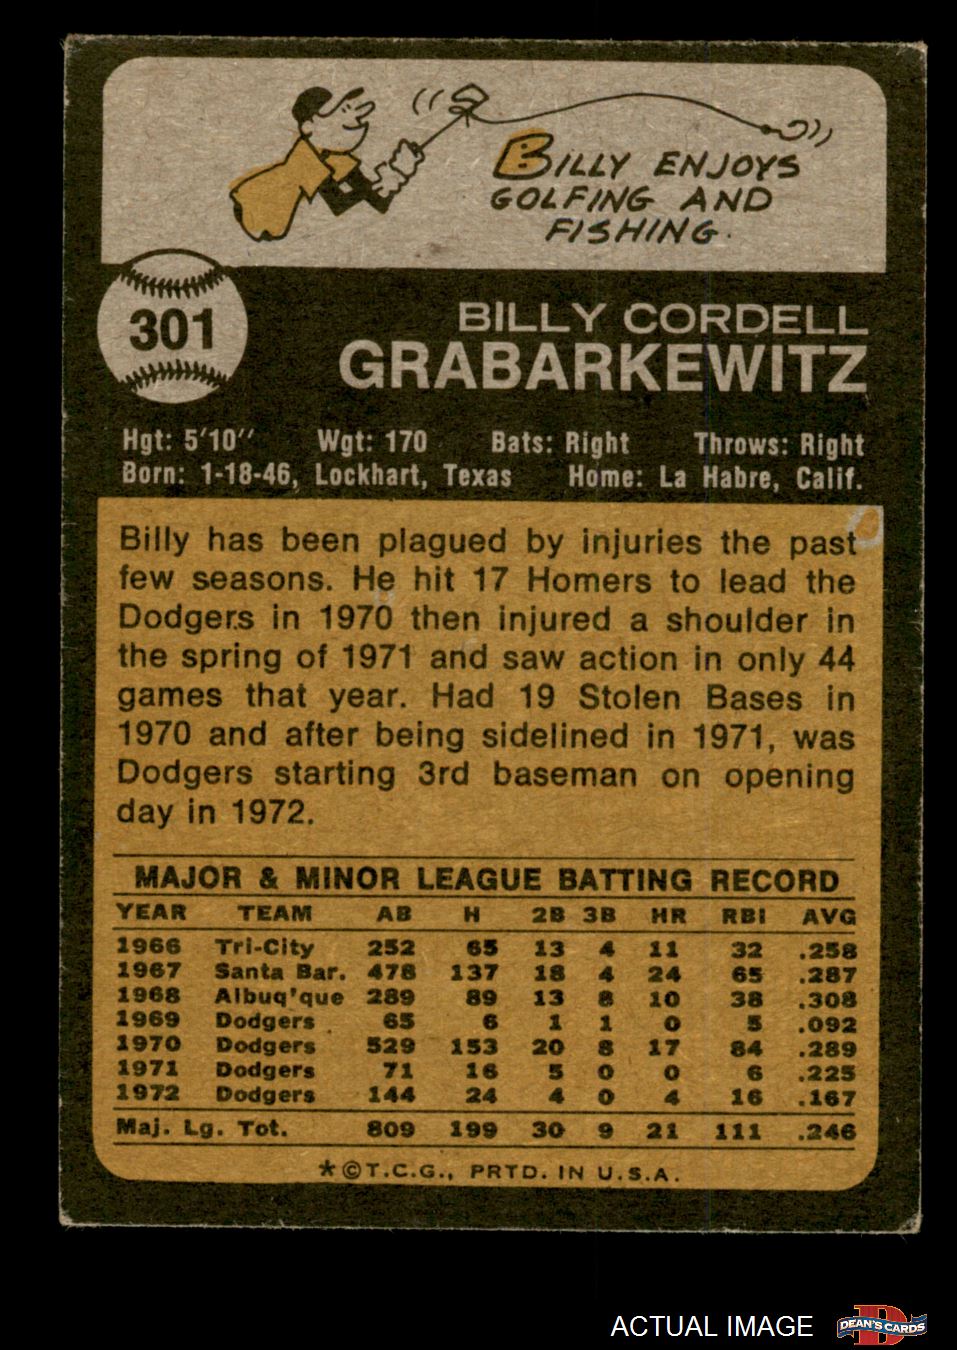 BILLY ENJOYS
GOLFING AND
FISHING.
301
BILLY CORDELL
GRABARKEWITZ
Hgt: 5'10" Wgt: 170 Bats: Right Throws: Right
Born: 1-18-46, Lockhart, Texas Home: La Habre, Calif.
Billy has been plagued by injuries the past
few seasons. He hit 17 Homers to lead the
Dodgers in 1970 then injured a shoulder in
the spring of 1971 and saw action in only 44
games that year. Had 19 Stolen Bases in
1970 and after being sidelined in 1971, was
Dodgers starting 3rd baseman on opening
day in 1972.
MAJOR & MINOR LEAGUE BATTING RECORD
YEAR TEAM AB H 2B 3B HR RBI AVG
1966 Tri-City 252 65 13 4 11 32 .258
1967 Santa Bar. 478 137 18 4 24 65 .287
1968 Albuq'que 289 89 13 8 10 38 .308
1969 Dodgers 65 6 1 1 0 5 .092
1970 Dodgers 529 153 20 8 17 84 .289
1971 Dodgers 71 16 5 0 0 6 .225
1972 Dodgers 144 24 4 0 4 16 .167
Maj. Lg. Tot. 809 199 30 9 21 111 .246
*©T.C.G., PRTD. IN U.S.A.
ACTUAL IMAGE
D
DEAN'S CARDS